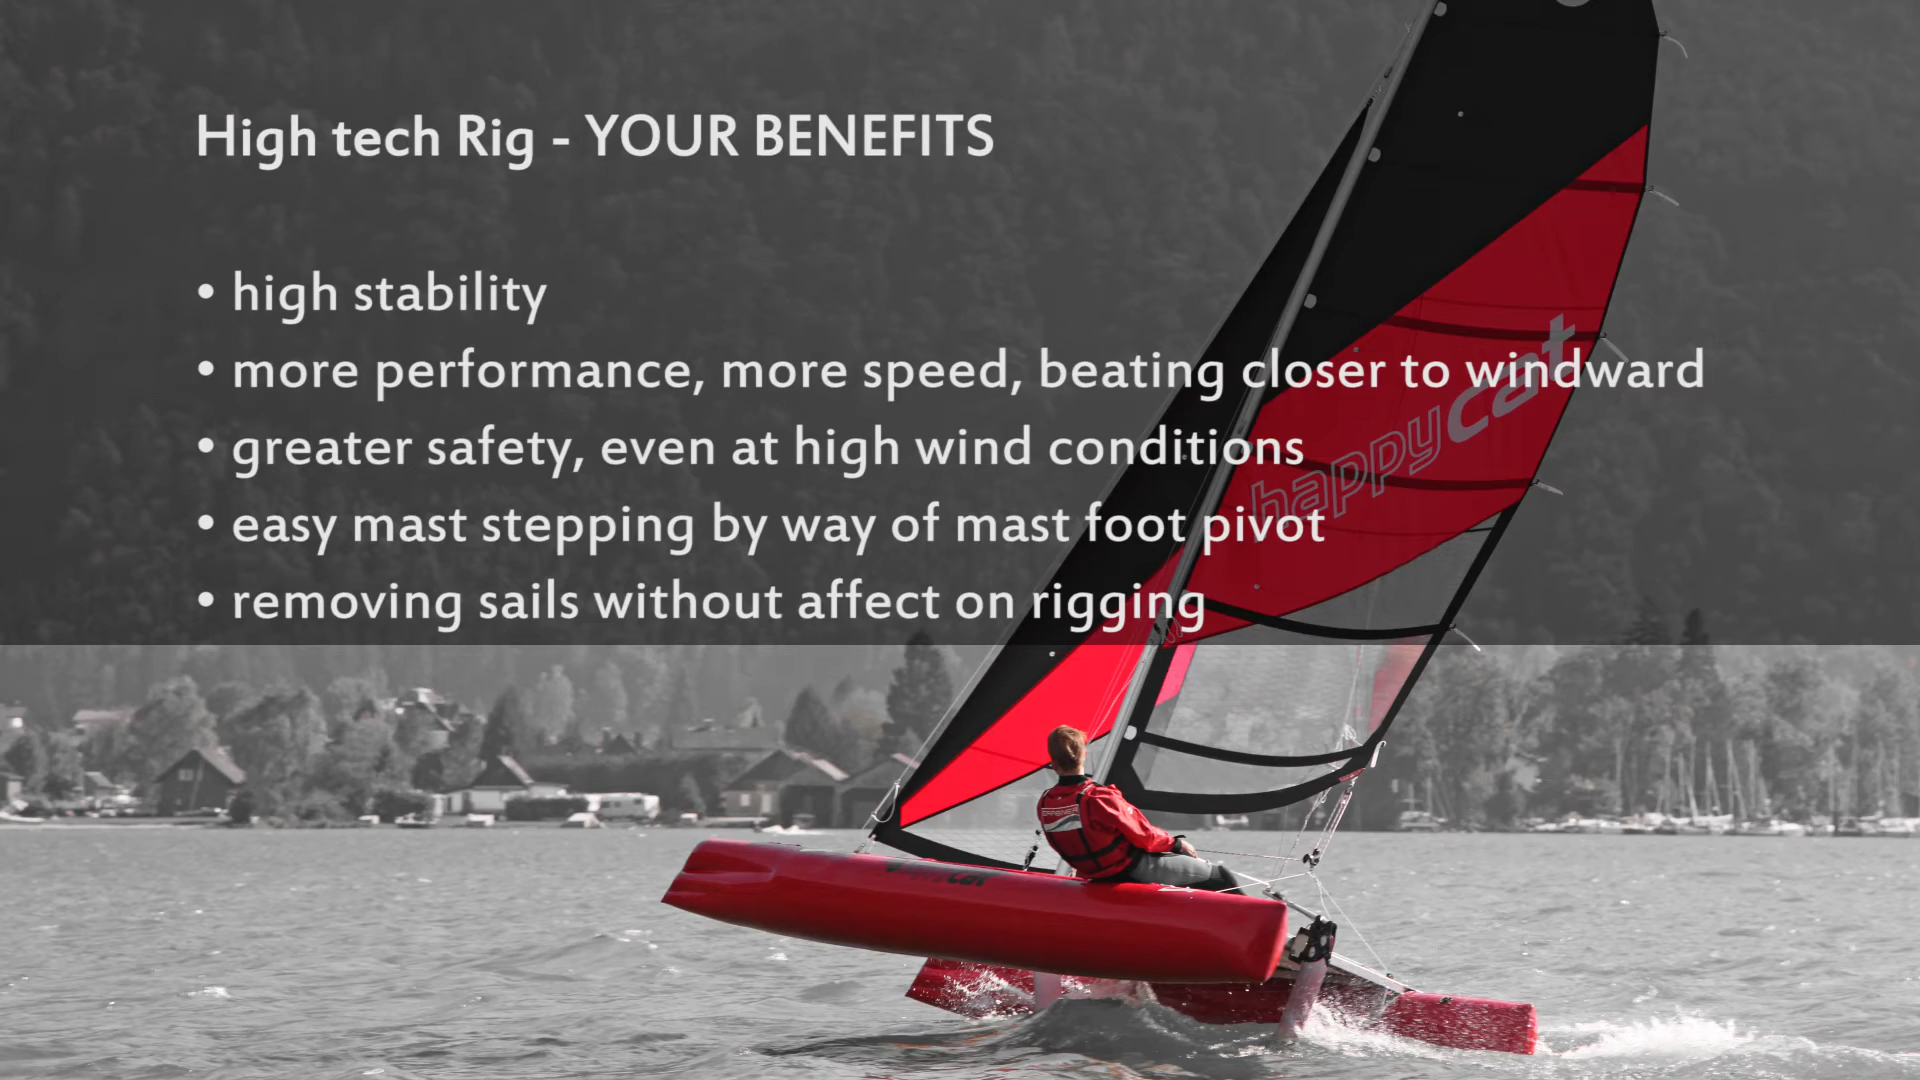 High tech Rig - YOUR BENEFITS
• high stability
• more performance, more speed, beating closer to windward
• greater safety, even at high wind conditions
• easy mast stepping by way of mast foot pivot
• removing sails without affect on rigging
happycat